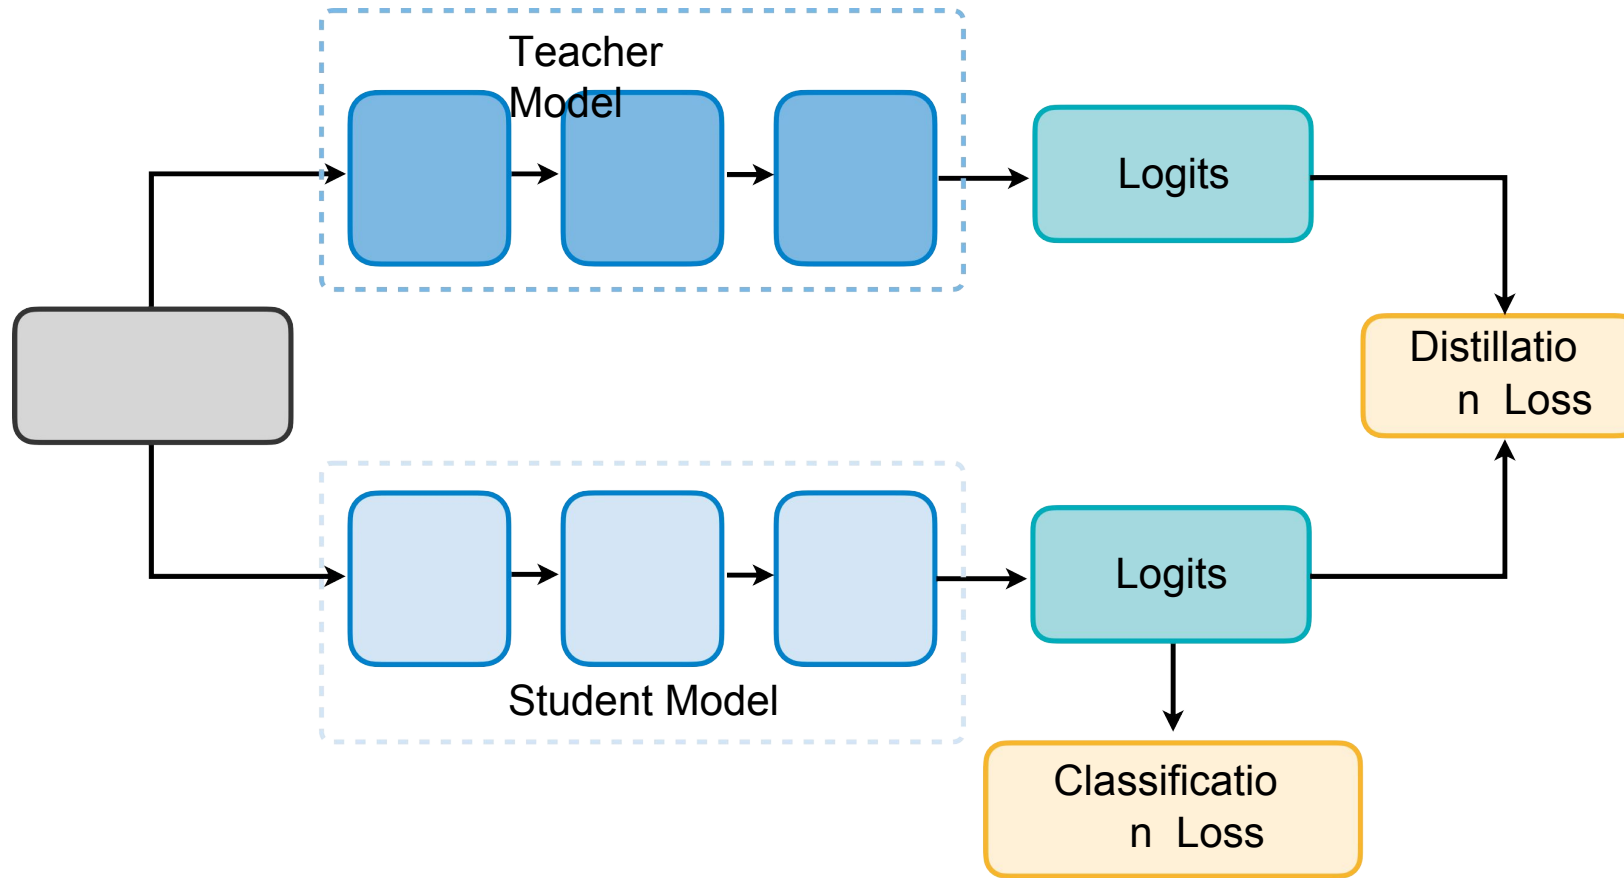 Teacher
Model
Logits
Distillatio
n Loss
Logits
Student Model
Classificatio
n Loss